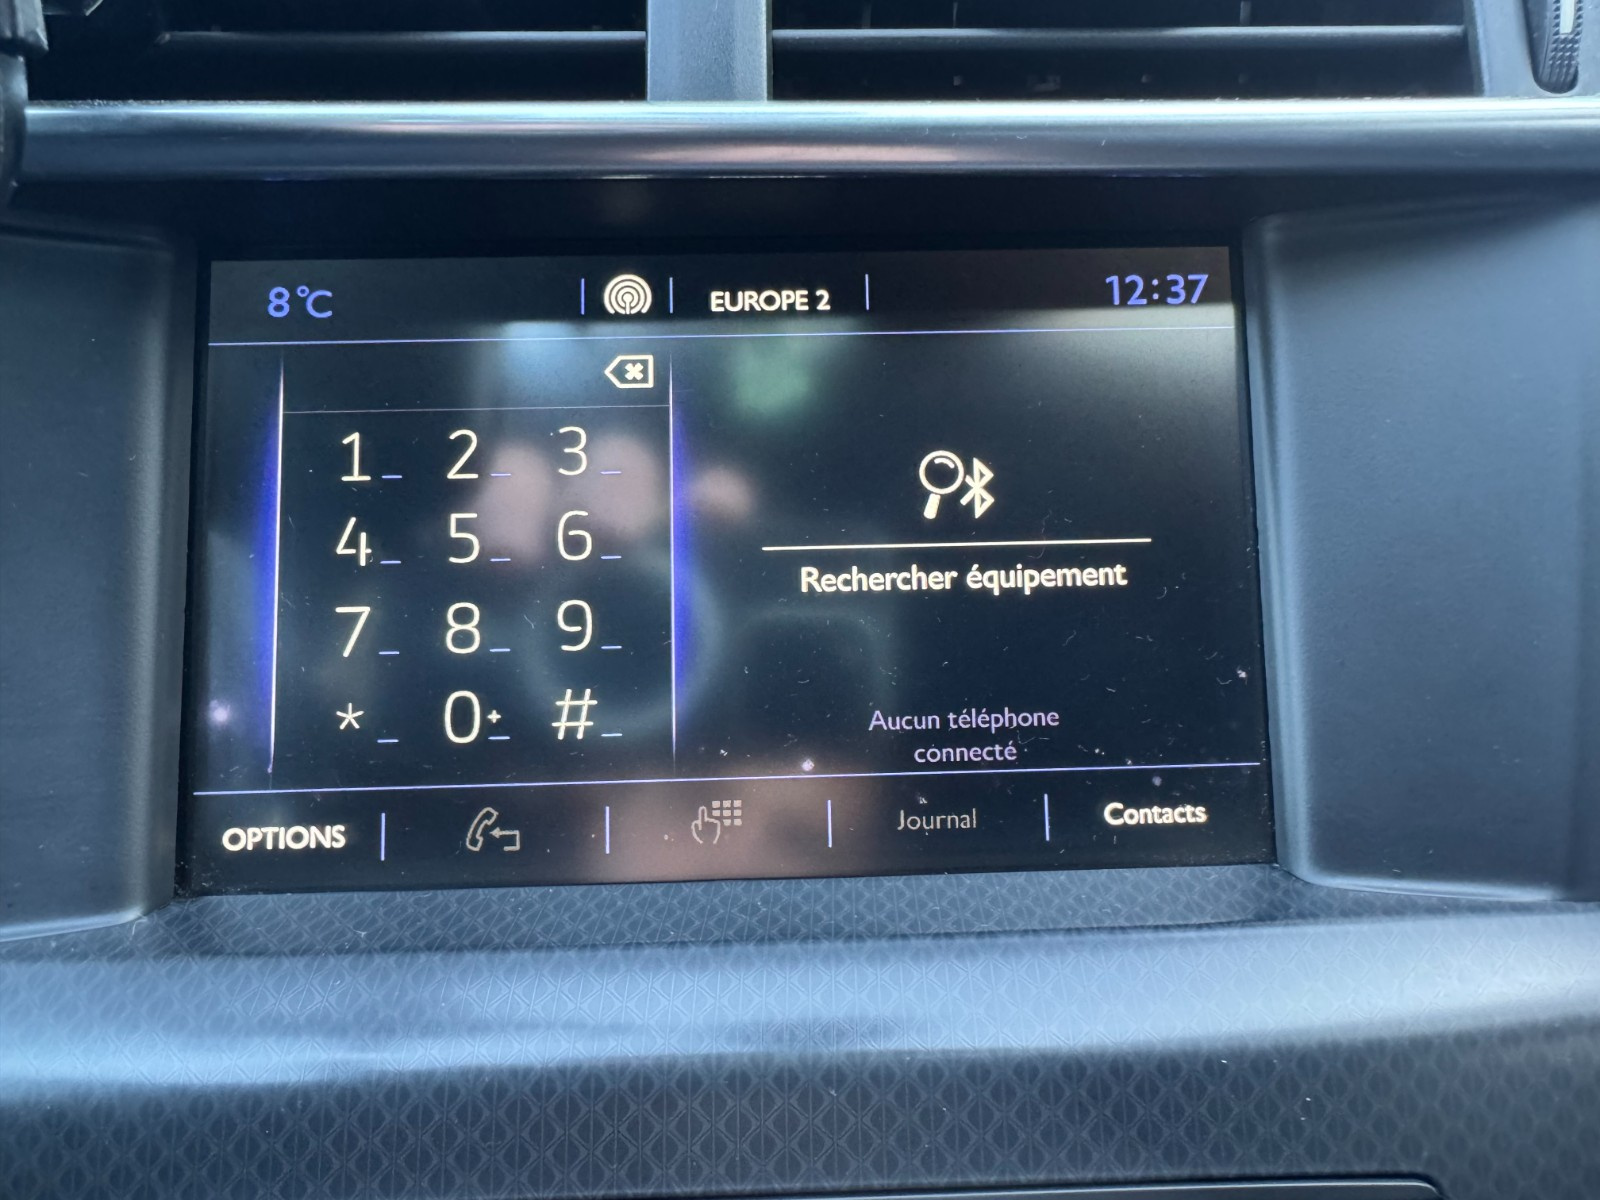 8°C EUROPE 2 12:37
1 2 3
4 5 6
7 8 9
* 0+ #
Rechercher équipement
Aucun téléphone
connecté
OPTIONS Journal Contacts